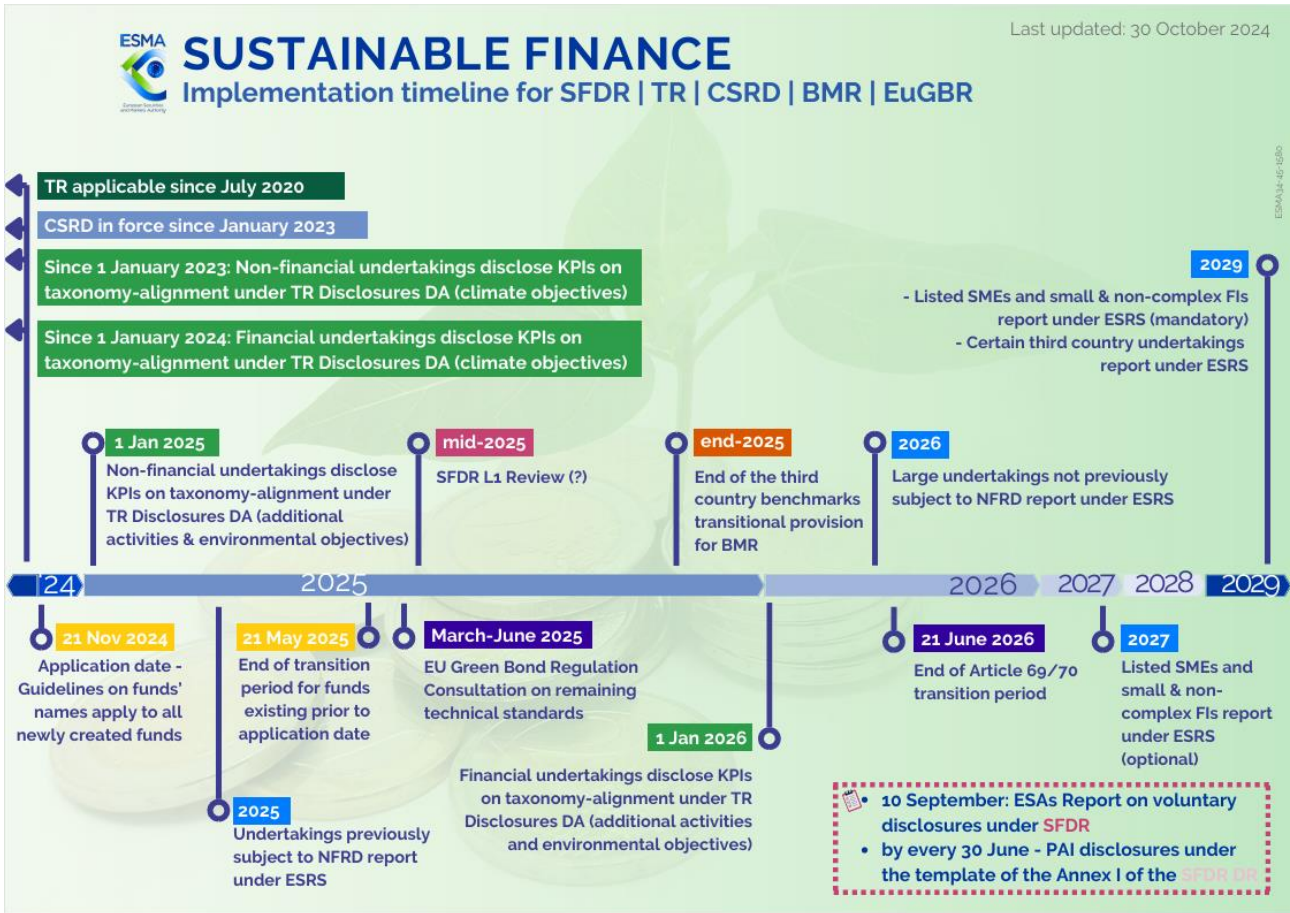 Last updated: 30 October 2024
ESMA
European Securities
and Markets Authority
SUSTAINABLE FINANCE
Implementation timeline for SFDR | TR | CSRD | BMR | EuGBR
ESMA34-45-1580
TR applicable since July 2020
CSRD in force since January 2023
Since 1 January 2023: Non-financial undertakings disclose KPIs on
taxonomy-alignment under TR Disclosures DA (climate objectives)
Since 1 January 2024: Financial undertakings disclose KPIs on
taxonomy-alignment under TR Disclosures DA (climate objectives)
2029
- Listed SMEs and small & non-complex FIs
report under ESRS (mandatory)
- Certain third country undertakings
report under ESRS
1 Jan 2025
Non-financial undertakings disclose
KPIs on taxonomy-alignment under
TR Disclosures DA (additional
activities & environmental objectives)
mid-2025
SFDR L1 Review (?)
end-2025
End of the third
country benchmarks
transitional provision
for BMR
2026
Large undertakings not previously
subject to NFRD report under ESRS
'24
2025
2026
2027
2028
2029
21 Nov 2024
Application date -
Guidelines on funds'
names apply to all
newly created funds
2025
Undertakings previously
subject to NFRD report
under ESRS
21 May 2025
End of transition
period for funds
existing prior to
application date
March-June 2025
EU Green Bond Regulation
Consultation on remaining
technical standards
1 Jan 2026
Financial undertakings disclose KPIs
on taxonomy-alignment under TR
Disclosures DA (additional activities
and environmental objectives)
21 June 2026
End of Article 69/70
transition period
2027
Listed SMEs and
small & non-
complex FIs report
under ESRS
(optional)
• 10 September: ESAs Report on voluntary
disclosures under SFDR
• by every 30 June - PAI disclosures under
the template of the Annex I of the SFDR DR